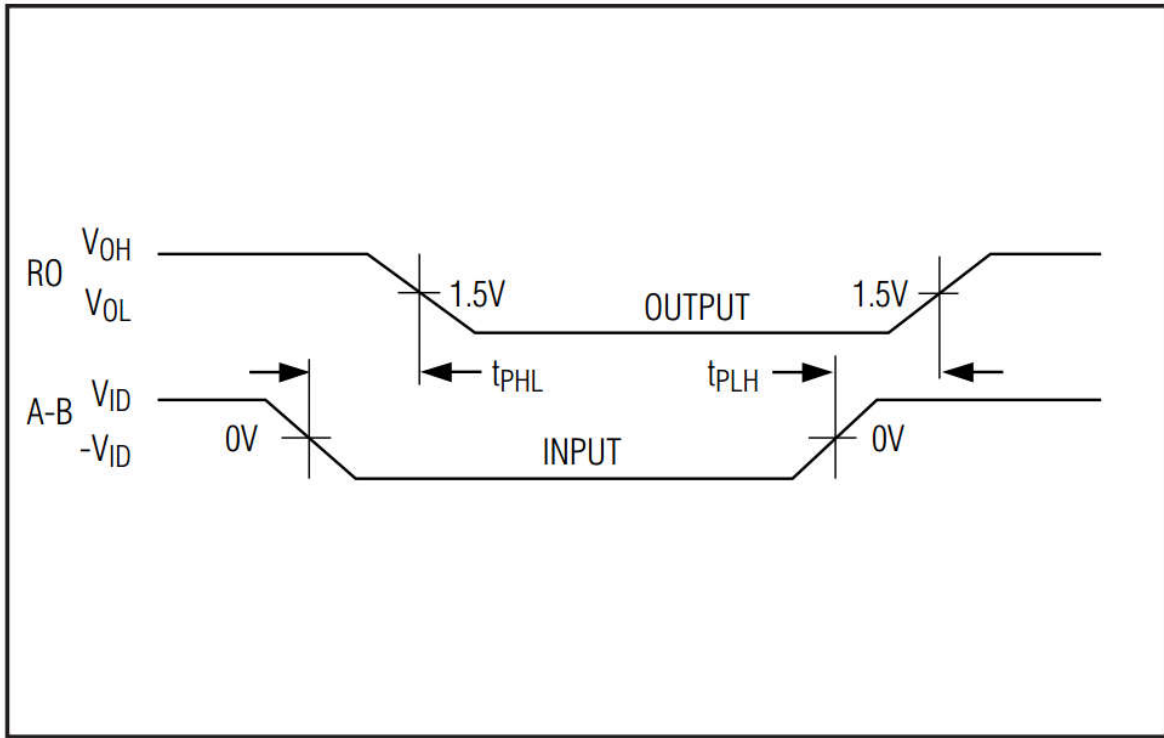 VOH
RO
VOL
1.5V
OUTPUT
1.5V
tPHL
tPLH
VID
A-B
-VID
0V
INPUT
0V